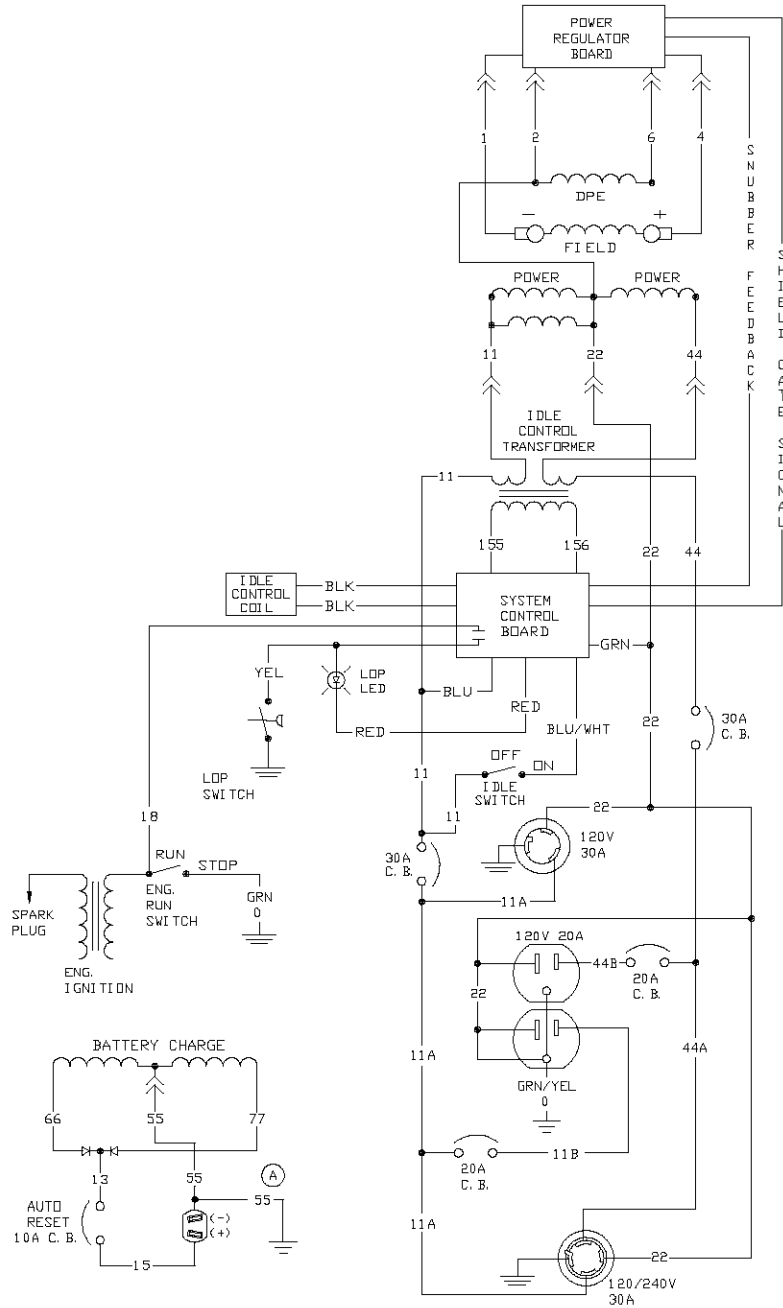 POWER
REGULATOR
BOARD
1
2
6
4
DPE
−
+
FIELD
SNUBBER FEEDBACK
POWER
POWER
11
22
44
IDLE
CONTROL
TRANSFORMER
11
155
156
22
44
IDLE
CONTROL
COIL
BLK
BLK
SYSTEM
CONTROL
BOARD
GRN
YEL
LOP
LED
BLU
RED
RED
BLU/WHT
22
30A
C.B.
LOP
SWITCH
OFF
ON
IDLE
SWITCH
11
11
18
22
120V
30A
30A
C.B.
RUN
STOP
ENG.
RUN
SWITCH
GRN
0
SPARK
PLUG
ENG.
IGNITION
11A
120V 20A
44B
20A
C.B.
22
11A
44A
GRN/YEL
0
BATTERY CHARGE
66
55
77
11B
20A
C.B.
13
55
A
55
AUTO
RESET
10A C.B.
(-)
(+)
15
11A
22
120/240V
30A